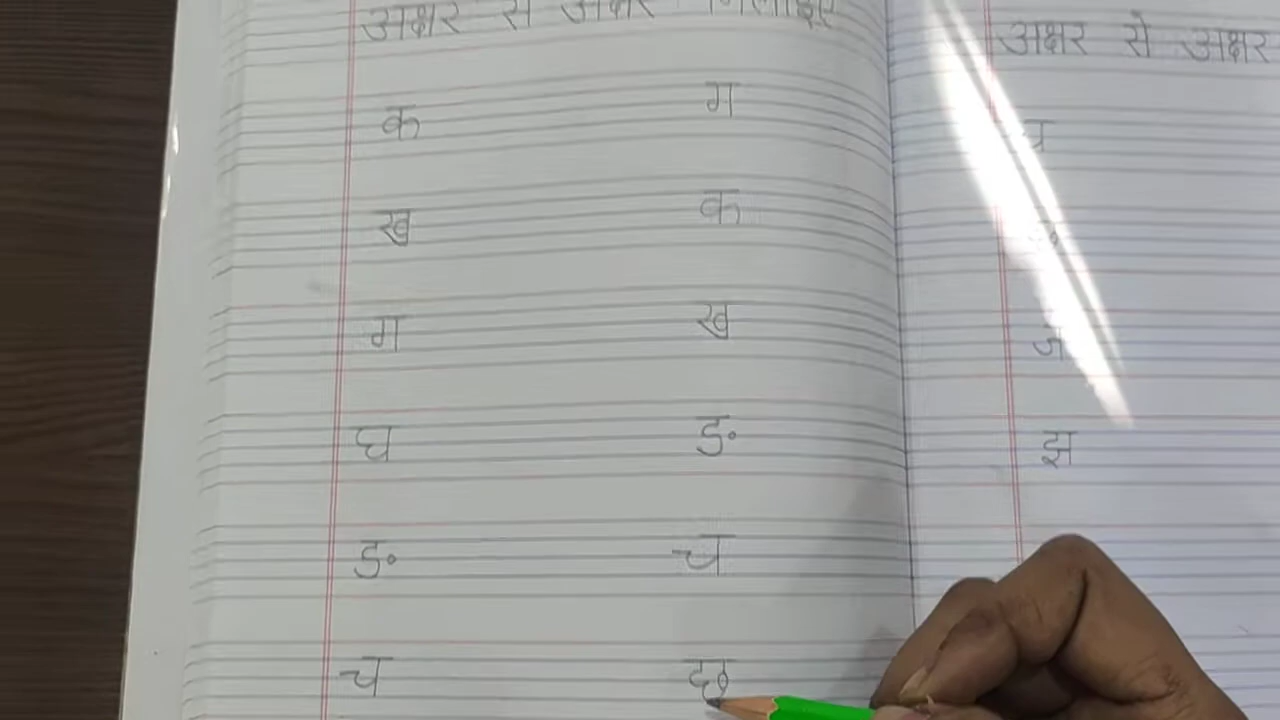 अक्षर से अक्षर मिलाइए
क ग
ख क
ग ख
घ ङ
ङ च
च छ
अक्षर से अक्षर
ज
झ